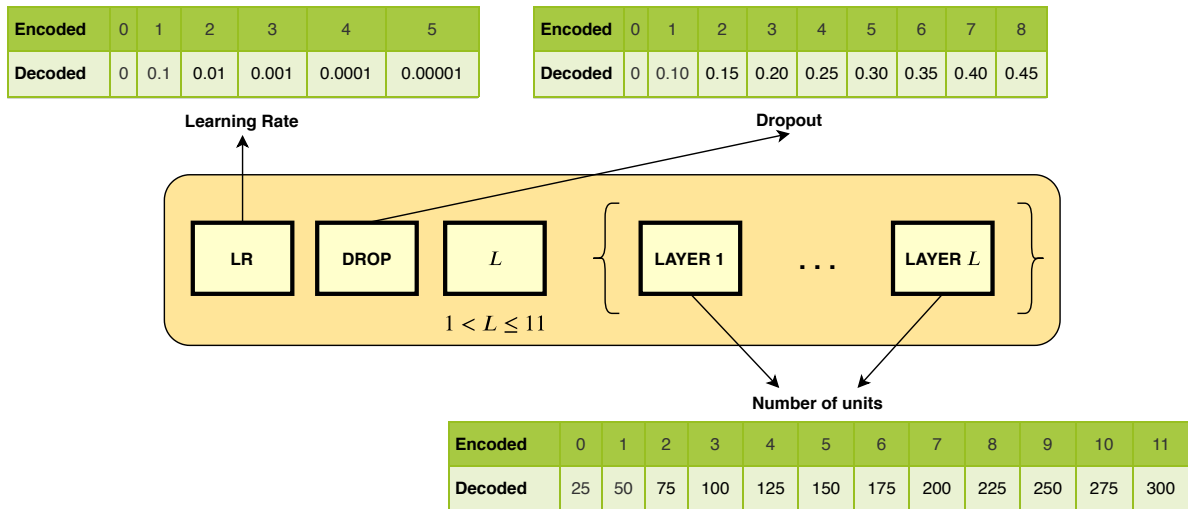 Encoded 0 1 2 3 4 5
Decoded 0 0.1 0.01 0.001 0.0001 0.00001
Learning Rate
Encoded 0 1 2 3 4 5 6 7 8
Decoded 0 0.10 0.15 0.20 0.25 0.30 0.35 0.40 0.45
Dropout
LR DROP L { LAYER 1 ... LAYER L }
1 < L ≤ 11
Number of units
Encoded 0 1 2 3 4 5 6 7 8 9 10 11
Decoded 25 50 75 100 125 150 175 200 225 250 275 300